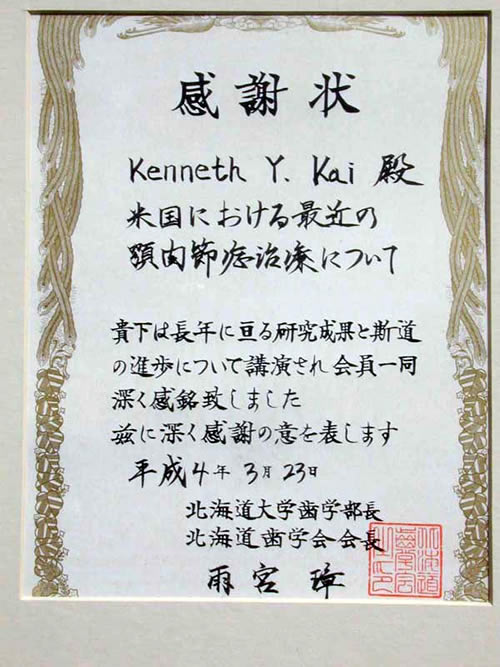 感謝状
Kenneth Y. Kai 殿
米国における最近の
顎関節症治療について
貴下は長年に亘る研究成果と斯道
の進歩について講演され会員一同
深く感銘致しました
茲に深く感謝の意を表します
平成4年3月23日
北海道大学歯学部長
北海道歯学会会長
雨宮 璋